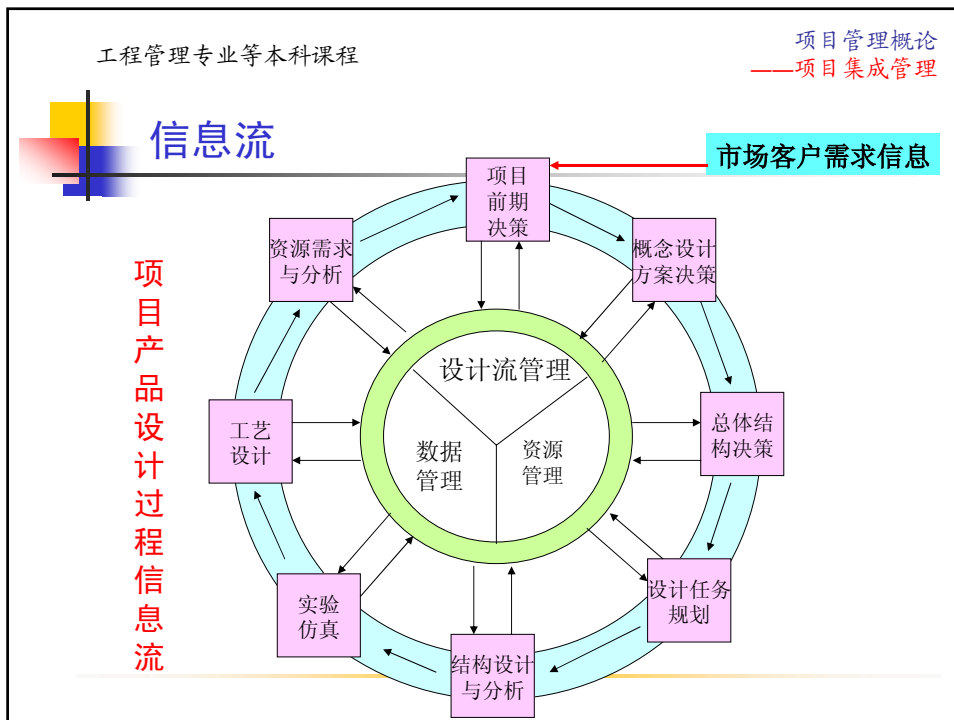 工程管理专业等本科课程
项目管理概论
——项目集成管理
信息流
市场客户需求信息
项目
前期
决策
资源需求
与分析
概念设计
方案决策
项目产品设计过程信息流
设计流管理
工艺
设计
数据
管理
资源
管理
总体结
构决策
实验
仿真
设计任务
规划
结构设计
与分析